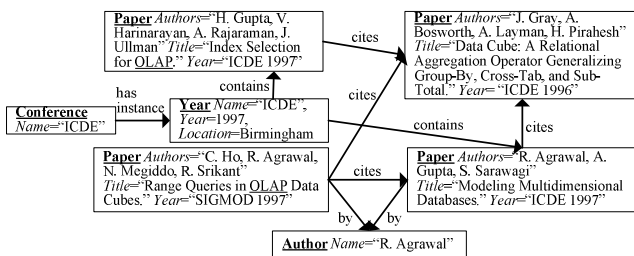 Paper Authors=“H. Gupta, V.
Harinarayan, A. Rajaraman, J.
Ullman” Title=“Index Selection
for OLAP.” Year=“ICDE 1997”
cites
Paper Authors=“J. Gray, A.
Bosworth, A. Layman, H. Pirahesh”
Title=“Data Cube: A Relational
Aggregation Operator Generalizing
Group-By, Cross-Tab, and Sub-
Total.” Year= “ICDE 1996”
contains
cites
Conference
Name=“ICDE”
has
instance
Year Name=“ICDE”,
Year=1997,
Location=Birmingham
contains
cites
Paper Authors=“C. Ho, R. Agrawal,
N. Megiddo, R. Srikant”
Title=“Range Queries in OLAP Data
Cubes.” Year=“SIGMOD 1997”
cites
Paper Authors=“R. Agrawal, A.
Gupta, S. Sarawagi”
Title=“Modeling Multidimensional
Databases.” Year=“ICDE 1997”
by
by
Author Name=“R. Agrawal”